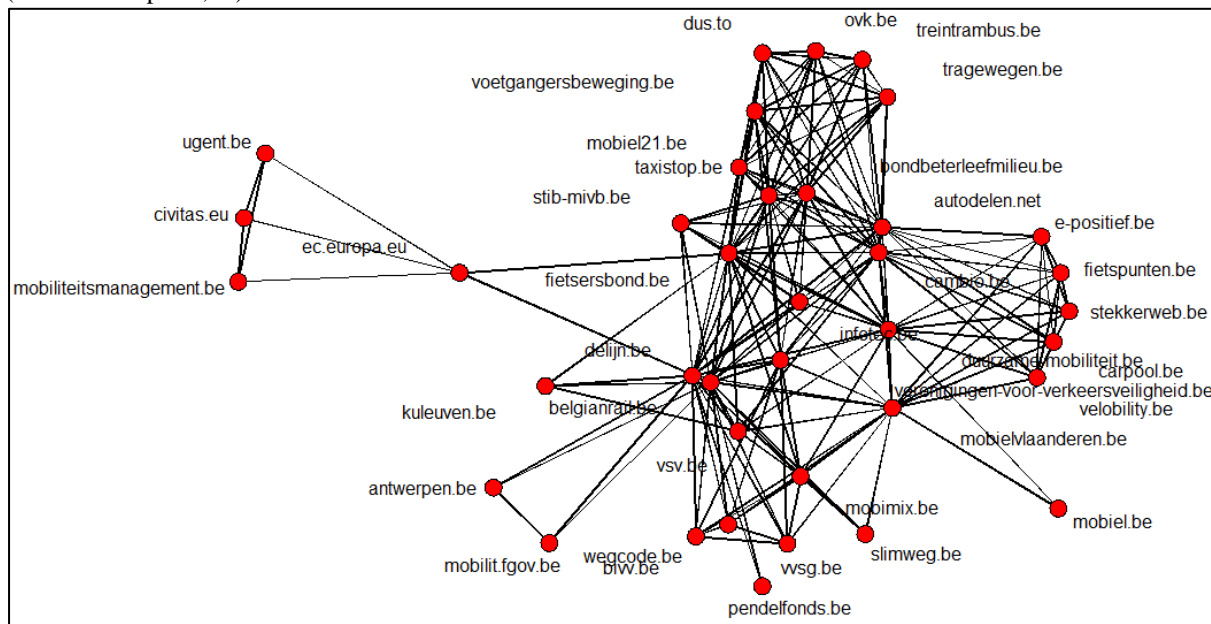 dus.to
ovk.be
treintrambus.be
voetgangersbeweging.be
tragewegen.be
ugent.be
mobiel21.be
taxistop.be
bondbeterleefmilieu.be
stib-mivb.be
autodelen.net
civitas.eu
e-positief.be
ec.europa.eu
mobiliteitsmanagement.be
fietsersbond.be
cambio.be
fietspunten.be
stekkerweb.be
delijn.be
duurzame-mobiliteit.be
carpool.be
verenigingen-voor-verkeersveiligheid.be
kuleuven.be
belgianrail.be
velobility.be
mobielvlaanderen.be
vsv.be
antwerpen.be
mobimix.be
mobiel.be
mobilit.fgov.be
wegcode.be
bivv.be
vvsg.be
slimweg.be
pendelfonds.be